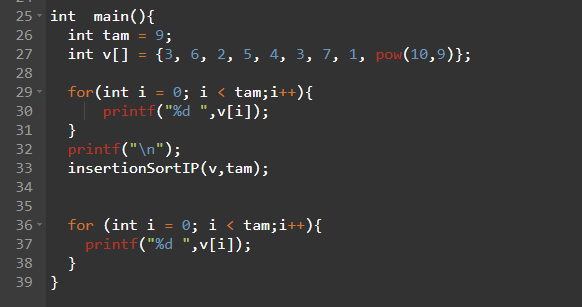 25 int  main(){
26   int tam = 9;
27   int v[] = {3, 6, 2, 5, 4, 3, 7, 1, pow(10,9)};
28
29   for(int i = 0; i < tam;i++){
30       printf("%d ",v[i]);
31   }
32   printf("\n");
33   insertionSortIP(v,tam);
34
35
36   for (int i = 0; i < tam;i++){
37     printf("%d ",v[i]);
38   }
39 }